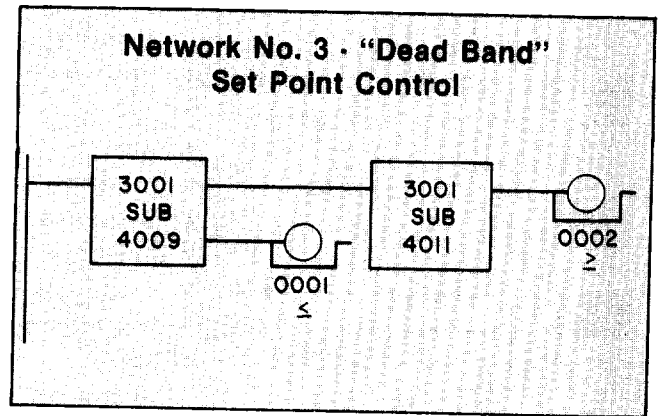 Network No. 3 · “Dead Band”
Set Point Control
3001
SUB
4009
0001
≤
3001
SUB
4011
0002
≥